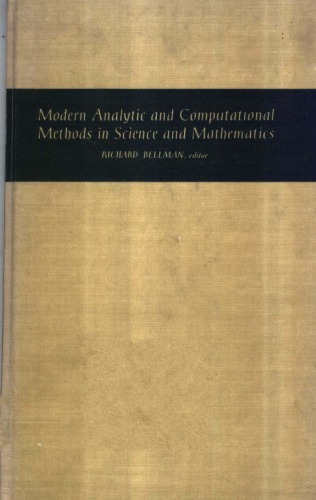 Modern Analytic and Computational
Methods in Science and Mathematics
RICHARD BELLMAN, editor